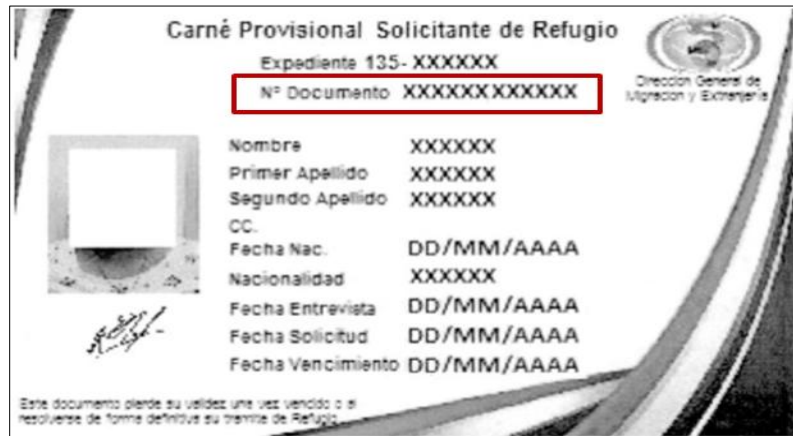 Carné Provisional Solicitante de Refugio
Expediente 135- XXXXXX
Nº Documento XXXXXXXXXXXX
Dirección General de
Migración y Extranjería
Nombre XXXXXX
Primer Apellido XXXXXX
Segundo Apellido XXXXXX
CC.
Fecha Nac. DD/MM/AAAA
Nacionalidad XXXXXX
Fecha Entrevista DD/MM/AAAA
Fecha Solicitud DD/MM/AAAA
Fecha Vencimiento DD/MM/AAAA
Este documento pierde su validez una vez vencido o al
resolverse de forma definitiva su tramite de Refugio